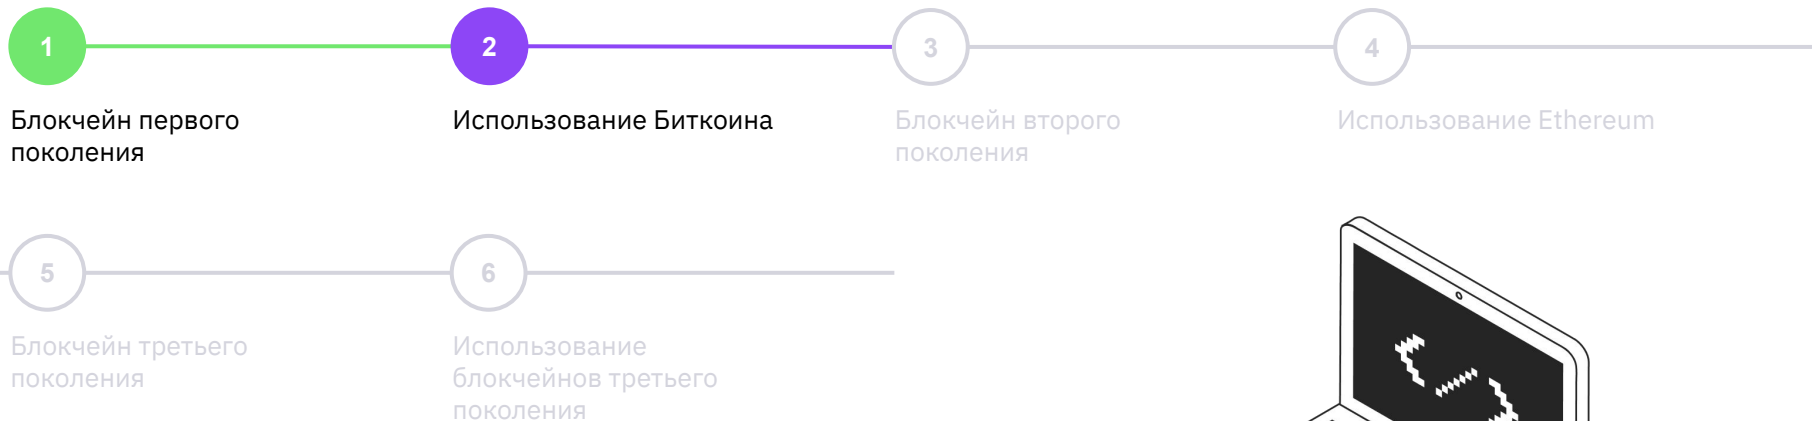 1
2
3
4
Блокчейн первого
поколения
Использование Биткоина
Блокчейн второго
поколения
Использование Ethereum
5
6
Блокчейн третьего
поколения
Использование
блокчейнов третьего
поколения